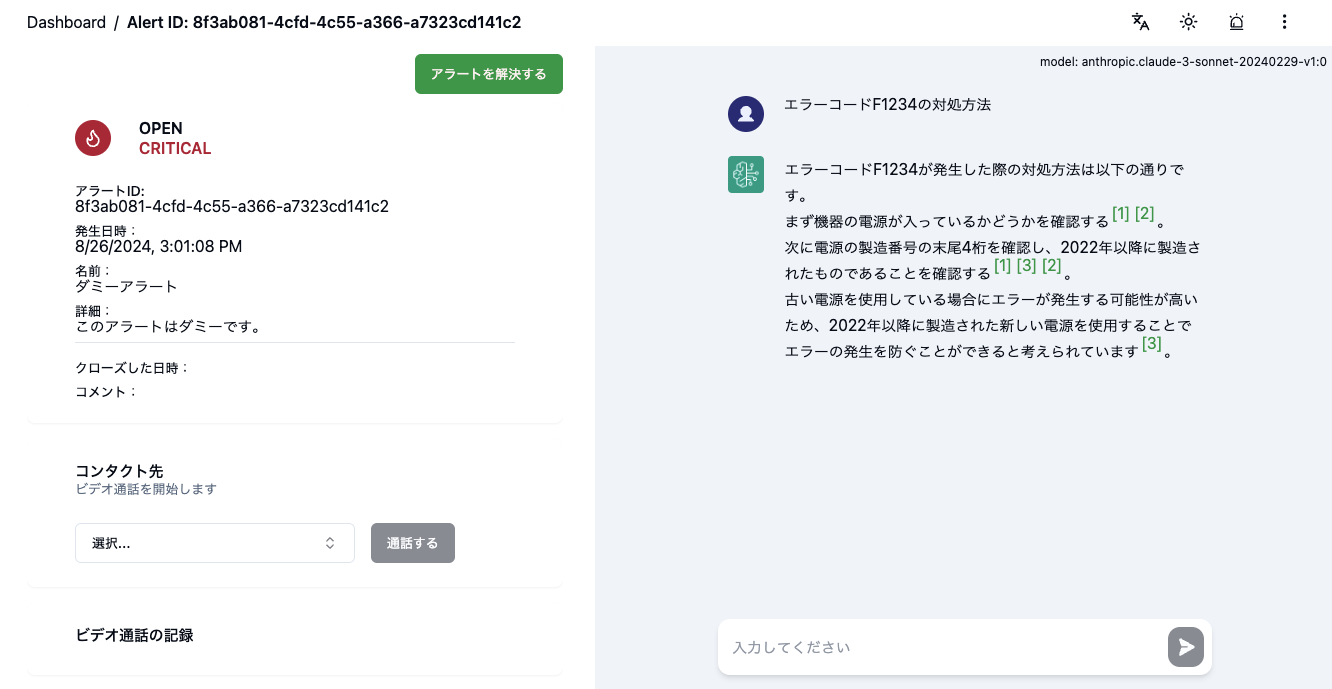 Dashboard / Alert ID: 8f3ab081-4cfd-4c55-a366-a7323cd141c2
アラートを解決する
OPEN
CRITICAL
アラートID:
8f3ab081-4cfd-4c55-a366-a7323cd141c2
発生日時：
8/26/2024, 3:01:08 PM
名前：
ダミーアラート
詳細：
このアラートはダミーです。
クローズした日時：
コメント：
コンタクト先
ビデオ通話を開始します
選択...
通話する
ビデオ通話の記録
model: anthropic.claude-3-sonnet-20240229-v1:0
エラーコードF1234の対処方法
エラーコードF1234が発生した際の対処方法は以下の通りで
す。
まず機器の電源が入っているかどうかを確認する[1] [2]。
次に電源の製造番号の末尾4桁を確認し、2022年以降に製造さ
れたものであることを確認する[1] [3] [2]。
古い電源を使用している場合にエラーが発生する可能性が高い
ため、2022年以降に製造された新しい電源を使用することで
エラーの発生を防ぐことができると考えられています[3]。
入力してください